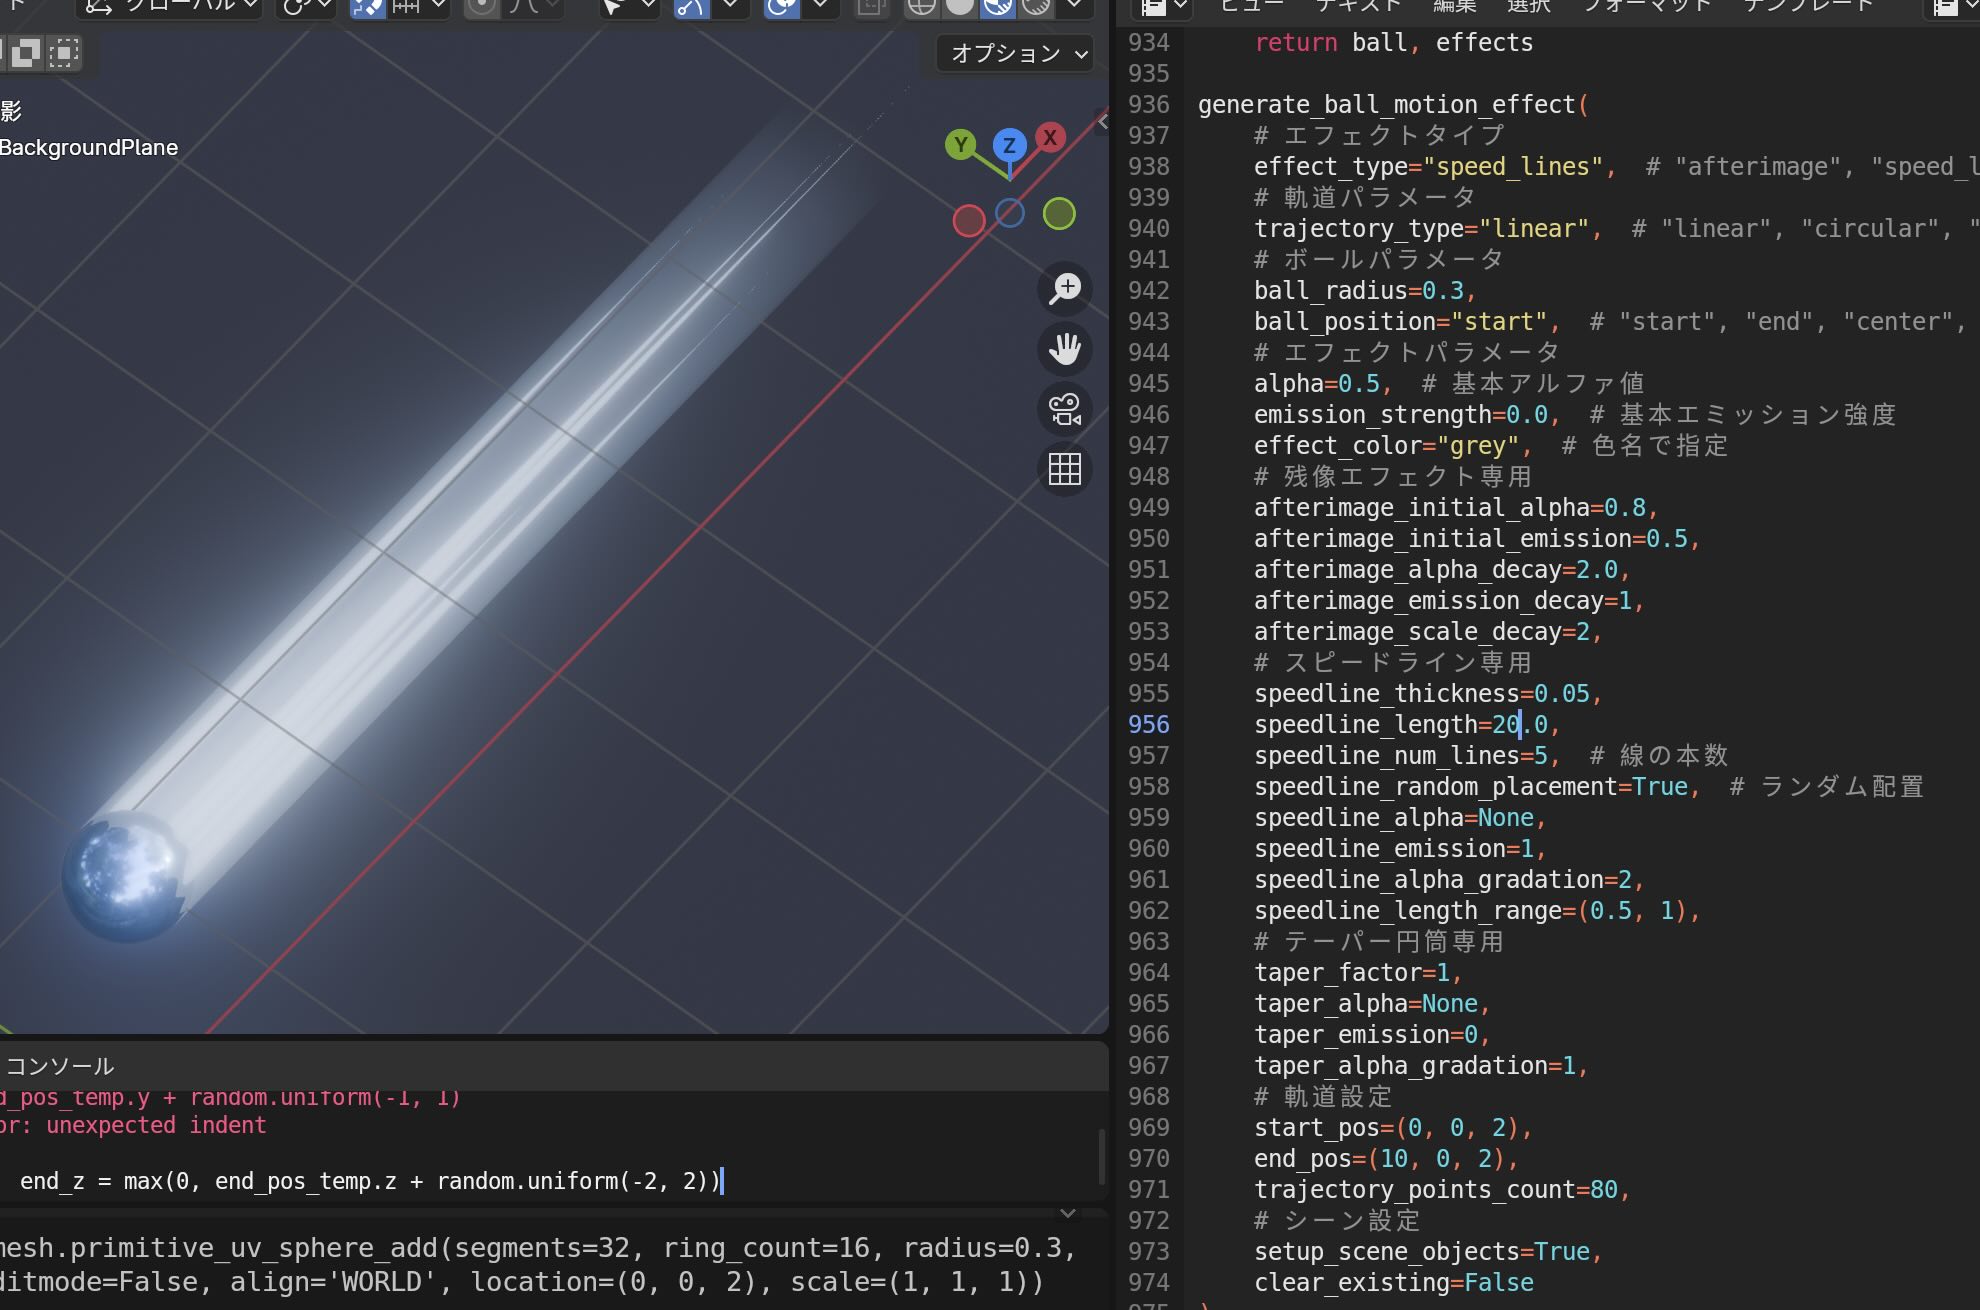 グローバル
オプション
影
BackgroundPlane
Y
Z
X
コンソール
d_pos_temp.y + random.uniform(-1, 1)
or: unexpected indent
end_z = max(0, end_pos_temp.z + random.uniform(-2, 2))
mesh.primitive_uv_sphere_add(segments=32, ring_count=16, radius=0.3,
ditmode=False, align='WORLD', location=(0, 0, 2), scale=(1, 1, 1))
ビュー テキスト 編集 選択 フォーマット テンプレート
934 return ball, effects
935
936 generate_ball_motion_effect(
937 # エフェクトタイプ
938 effect_type="speed_lines", # "afterimage", "speed_l
939 # 軌道パラメータ
940 trajectory_type="linear", # "linear", "circular", "
941 # ボールパラメータ
942 ball_radius=0.3,
943 ball_position="start", # "start", "end", "center",
944 # エフェクトパラメータ
945 alpha=0.5, # 基本アルファ値
946 emission_strength=0.0, # 基本エミッション強度
947 effect_color="grey", # 色名で指定
948 # 残像エフェクト専用
949 afterimage_initial_alpha=0.8,
950 afterimage_initial_emission=0.5,
951 afterimage_alpha_decay=2.0,
952 afterimage_emission_decay=1,
953 afterimage_scale_decay=2,
954 # スピードライン専用
955 speedline_thickness=0.05,
956 speedline_length=20.0,
957 speedline_num_lines=5, # 線の本数
958 speedline_random_placement=True, # ランダム配置
959 speedline_alpha=None,
960 speedline_emission=1,
961 speedline_alpha_gradation=2,
962 speedline_length_range=(0.5, 1),
963 # テーパー円筒専用
964 taper_factor=1,
965 taper_alpha=None,
966 taper_emission=0,
967 taper_alpha_gradation=1,
968 # 軌道設定
969 start_pos=(0, 0, 2),
970 end_pos=(10, 0, 2),
971 trajectory_points_count=80,
972 # シーン設定
973 setup_scene_objects=True,
974 clear_existing=False
975 )